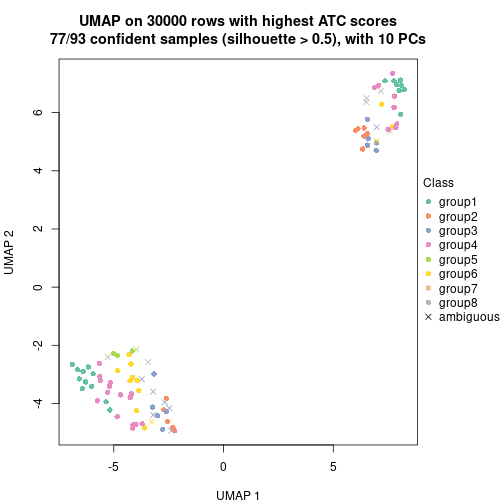 UMAP on 30000 rows with highest ATC scores
77/93 confident samples (silhouette > 0.5), with 10 PCs
UMAP 2
6
4
2
0
-2
-4
-5
0
5
UMAP 1
Class
group1
group2
group3
group4
group5
group6
group7
group8
ambiguous